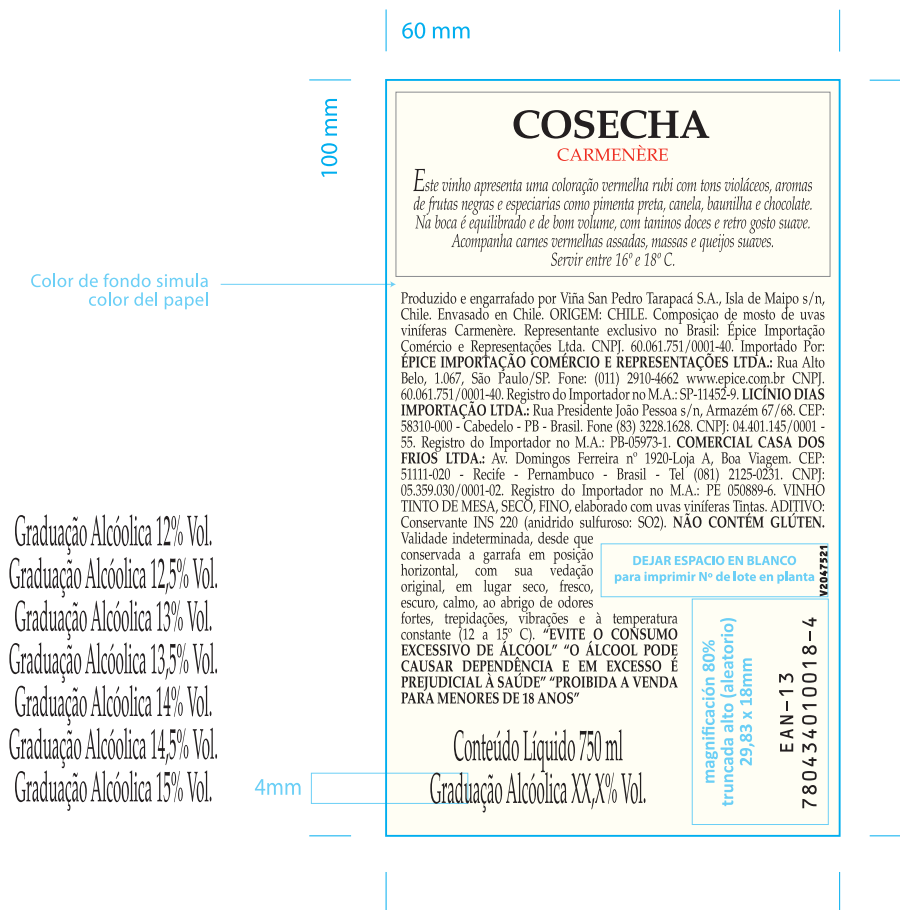 60 mm
100 mm
COSECHA
CARMENÈRE
Este vinho apresenta uma coloração vermelha rubi com tons violáceos, aromas
de frutas negras e especiarias como pimenta preta, canela, baunilha e chocolate.
Na boca é equilibrado e de bom volume, com taninos doces e retro gosto suave.
Acompanha carnes vermelhas assadas, massas e queijos suaves.
Servir entre 16º e 18º C.
Color de fondo simula
color del papel
Produzido e engarrafado por Viña San Pedro Tarapacá S.A., Isla de Maipo s/n,
Chile. Envasado en Chile. ORIGEM: CHILE. Composiçao de mosto de uvas
viníferas Carmenère. Representante exclusivo no Brasil: Épice Importação
Comércio e Representações Ltda. CNPJ. 60.061.751/0001-40. Importado Por:
ÉPICE IMPORTAÇÃO COMÉRCIO E REPRESENTAÇÕES LTDA.: Rua Alto
Belo, 1.067, São Paulo/SP. Fone: (011) 2910-4662 www.epice.com.br CNPJ.
60.061.751/0001-40. Registro do Importador no M.A.: SP-11452-9. LICÍNIO DIAS
IMPORTAÇÃO LTDA.: Rua Presidente João Pessoa s/n, Armazém 67/68. CEP:
58310-000 - Cabedelo - PB - Brasil. Fone (83) 3228.1628. CNPJ: 04.401.145/0001 -
55. Registro do Importador no M.A.: PB-05973-1. COMERCIAL CASA DOS
FRIOS LTDA.: Av. Domingos Ferreira nº 1920-Loja A, Boa Viagem. CEP:
51111-020 - Recife - Pernambuco - Brasil - Tel (081) 2125-0231. CNPJ:
05.359.030/0001-02. Registro do Importador no M.A.: PE 050889-6. VINHO
TINTO DE MESA, SECO, FINO, elaborado com uvas viníferas Tintas. ADITIVO:
Conservante INS 220 (anidrido sulfuroso: SO2). NÃO CONTÉM GLÚTEN.
Validade indeterminada, desde que
conservada a garrafa em posição
horizontal, com sua vedação
original, em lugar seco, fresco,
escuro, calmo, ao abrigo de odores
fortes, trepidações, vibrações e à temperatura
constante (12 a 15º C). "EVITE O CONSUMO
EXCESSIVO DE ÁLCOOL" "O ÁLCOOL PODE
CAUSAR DEPENDÊNCIA E EM EXCESSO É
PREJUDICIAL À SAÚDE" "PROIBIDA A VENDA
PARA MENORES DE 18 ANOS"
DEJAR ESPACIO EN BLANCO
para imprimir Nº de lote en planta
V2047521
magnificación 80%
truncada alto (aleatorio)
29,83 x 18mm
EAN-13
780434010018-4
Conteúdo Líquido 750 ml
Graduação Alcóolica XX,X% Vol.
4mm
Graduação Alcóolica 12% Vol.
Graduação Alcóolica 12,5% Vol.
Graduação Alcóolica 13% Vol.
Graduação Alcóolica 13,5% Vol.
Graduação Alcóolica 14% Vol.
Graduação Alcóolica 14,5% Vol.
Graduação Alcóolica 15% Vol.